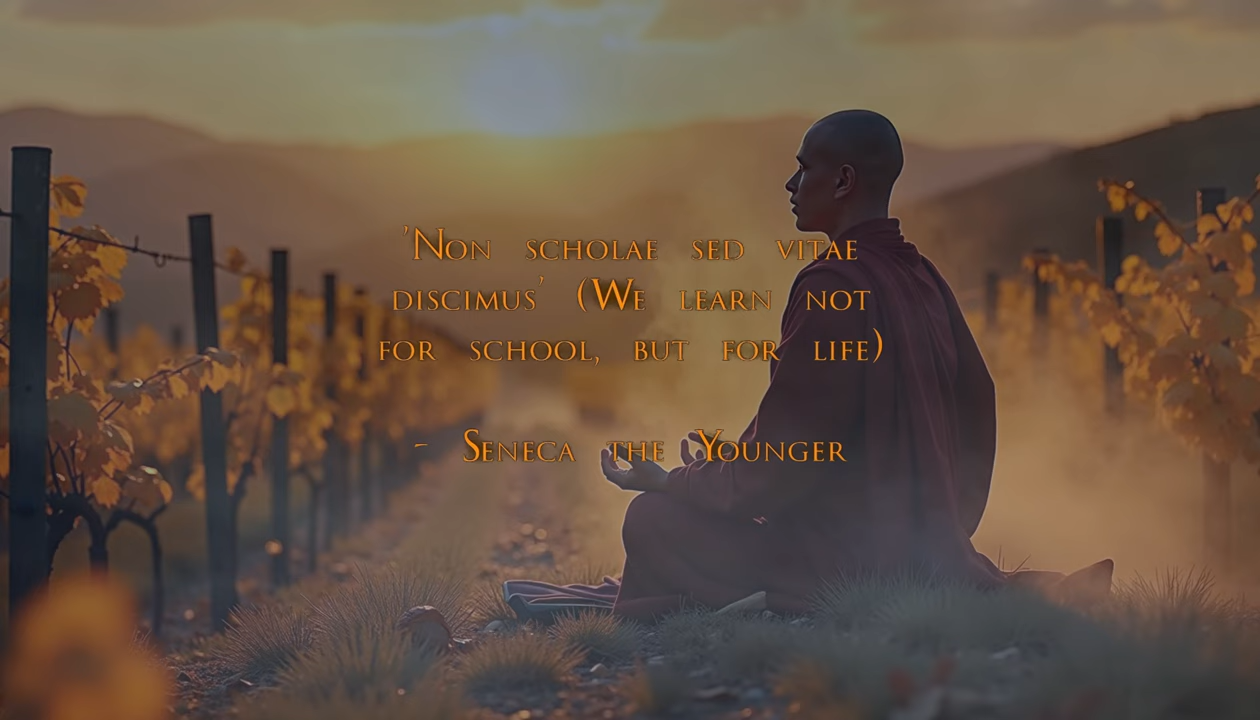 'Non scholae sed vitae
discimus' (We learn not
for school, but for life)
- Seneca the Younger